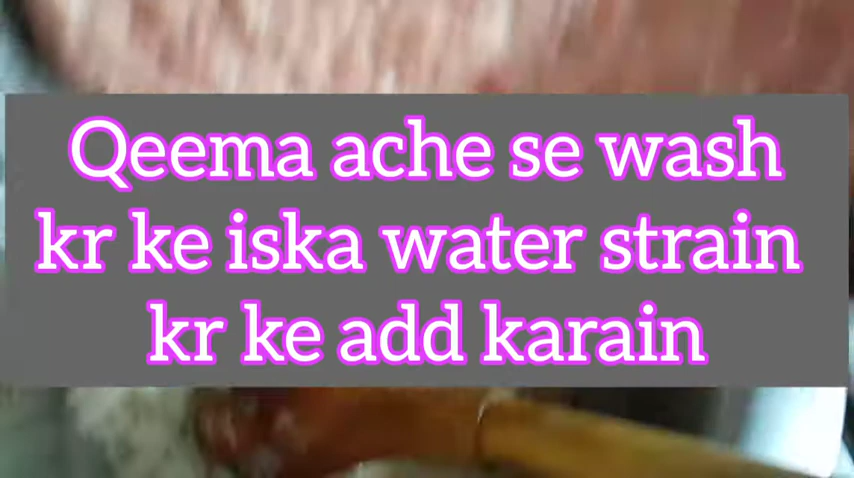 Qeema ache se wash
kr ke iska water strain
kr ke add karain